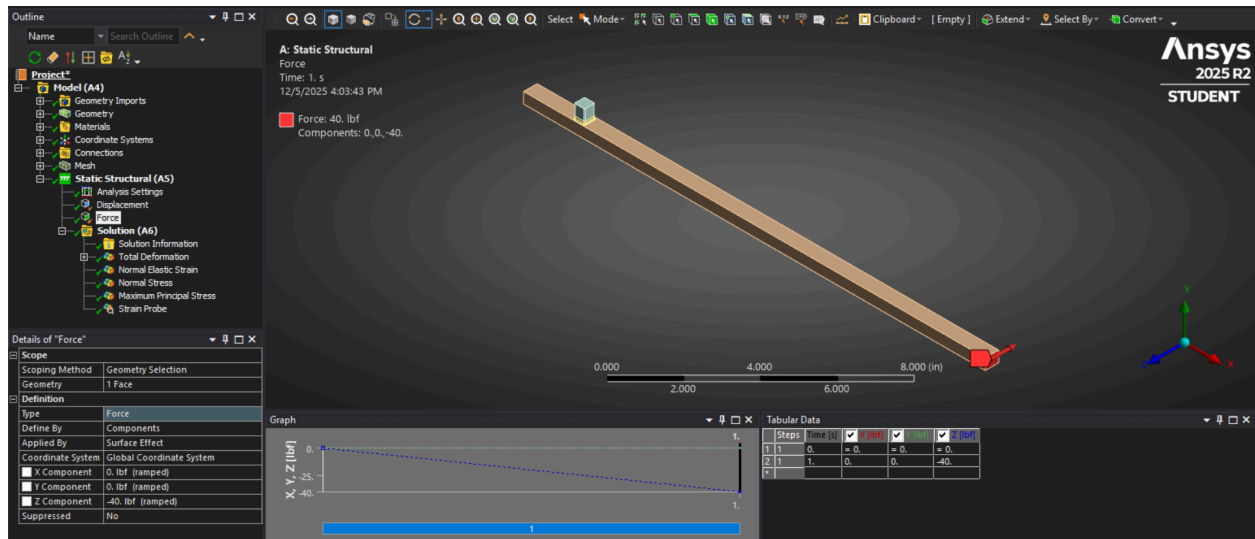 Outline
Name Search Outline
Project*
Model (A4)
Geometry Imports
Geometry
Materials
Coordinate Systems
Connections
Mesh
Static Structural (A5)
Analysis Settings
Displacement
Force
Solution (A6)
Solution Information
Total Deformation
Normal Elastic Strain
Normal Stress
Maximum Principal Stress
Strain Probe
Details of "Force"
Scope
Scoping Method Geometry Selection
Geometry 1 Face
Definition
Type Force
Define By Components
Applied By Surface Effect
Coordinate System Global Coordinate System
X Component 0. lbf (ramped)
Y Component 0. lbf (ramped)
Z Component -40. lbf (ramped)
Suppressed No
Select Mode Clipboard [ Empty ] Extend Select By Convert
A: Static Structural
Force
Time: 1. s
12/5/2025 4:03:43 PM
Force: 40. lbf
Components: 0.,0.,-40.
Ansys
2025 R2
STUDENT
0.000 4.000 8.000 (in)
2.000 6.000
Y
Z
X
Graph
1.
X, Y, Z [lbf]
0.
-25.
-40.
1.
1
Tabular Data
Steps Time [s] X [lbf] Y [lbf] Z [lbf]
1 1 0. = 0. = 0. = 0.
2 1 1. 0. 0. -40.
*